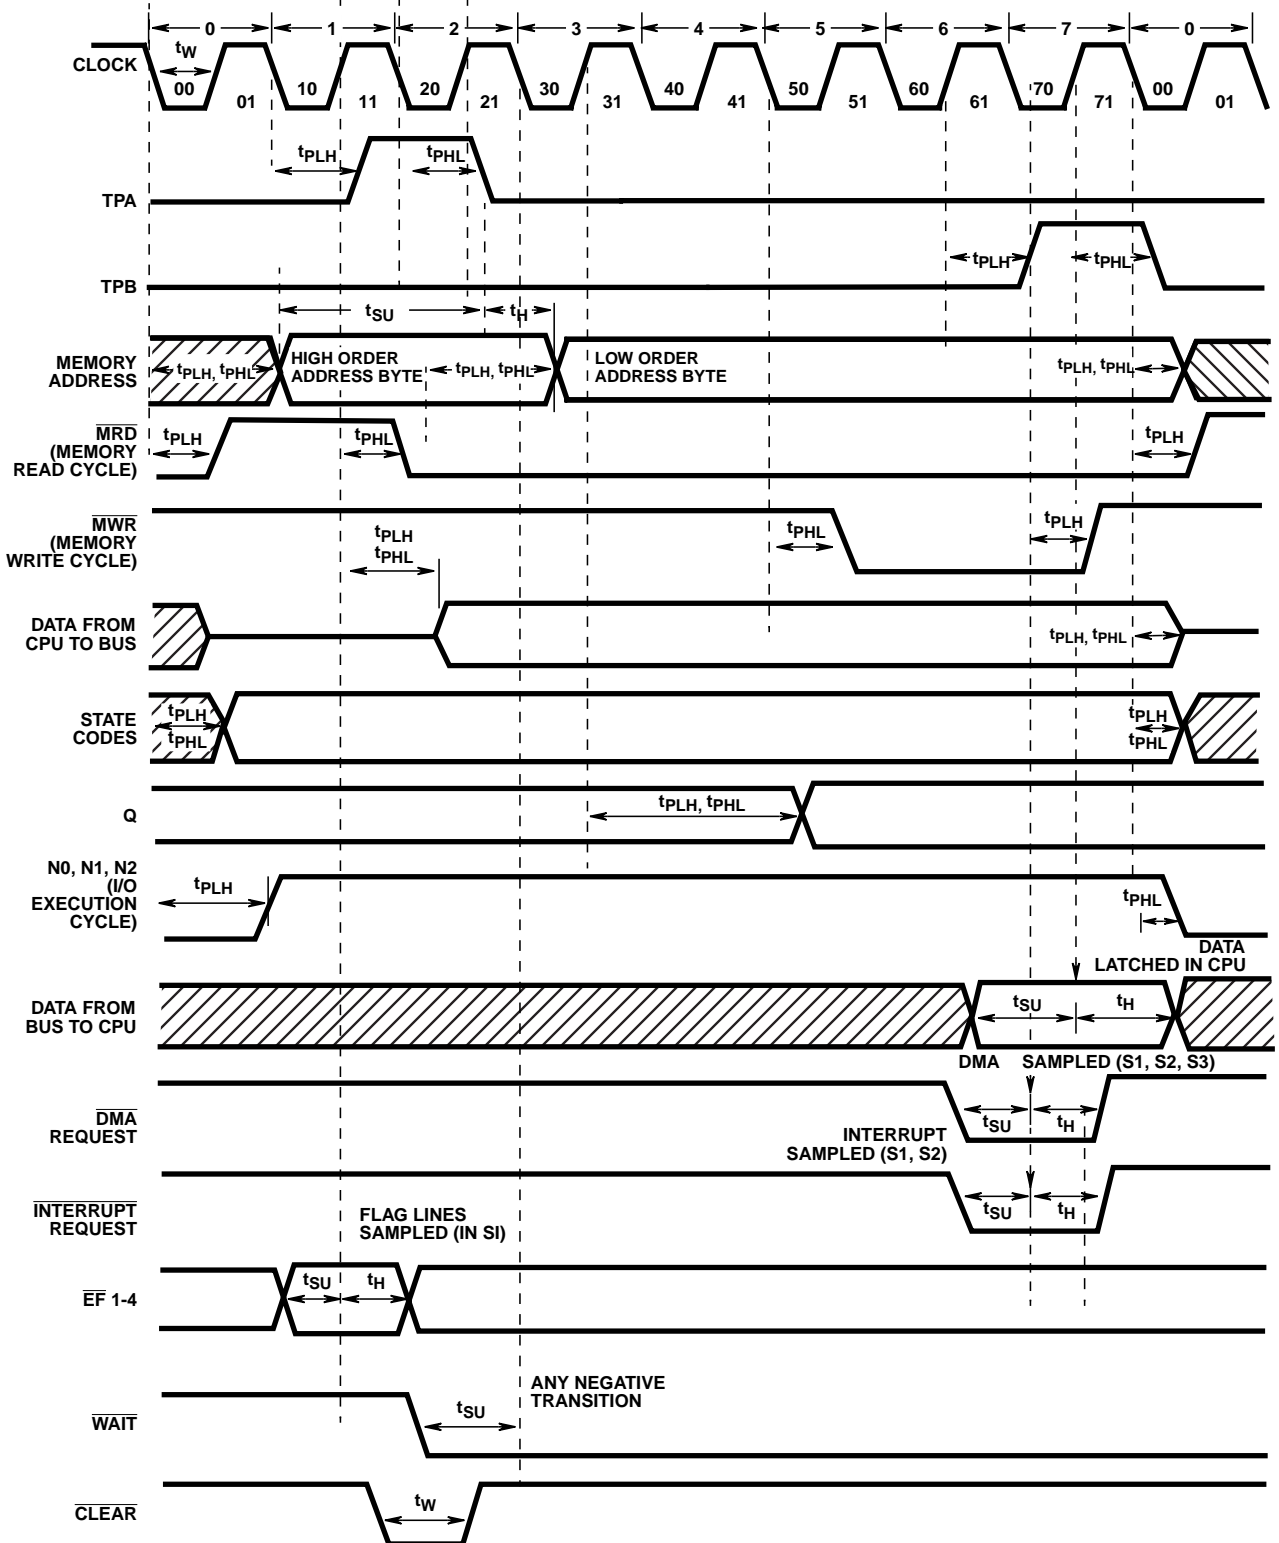 0 1 2 3 4 5 6 7 0
CLOCK
tW
00 01 10 11 20 21 30 31 40 41 50 51 60 61 70 71 00 01
TPA
tPLH tPHL
TPB
tPLH tPHL
tSU tH
MEMORY
ADDRESS
tPLH, tPHL
HIGH ORDER
ADDRESS BYTE
tPLH, tPHL
LOW ORDER
ADDRESS BYTE
tPLH, tPHL
MRD
(MEMORY
READ CYCLE)
tPLH tPHL tPLH
MWR
(MEMORY
WRITE CYCLE)
tPLH
tPHL
tPHL tPLH
DATA FROM
CPU TO BUS
tPLH, tPHL
STATE
CODES
tPLH
tPHL
tPLH
tPHL
Q
tPLH, tPHL
N0, N1, N2
(I/O
EXECUTION
CYCLE)
tPLH tPHL
DATA
LATCHED IN CPU
DATA FROM
BUS TO CPU
tSU tH
DMA SAMPLED (S1, S2, S3)
DMA
REQUEST
tSU tH
INTERRUPT
SAMPLED (S1, S2)
INTERRUPT
REQUEST
tSU tH
FLAG LINES
SAMPLED (IN SI)
EF 1-4
tSU tH
ANY NEGATIVE
TRANSITION
WAIT
tSU
CLEAR
tW